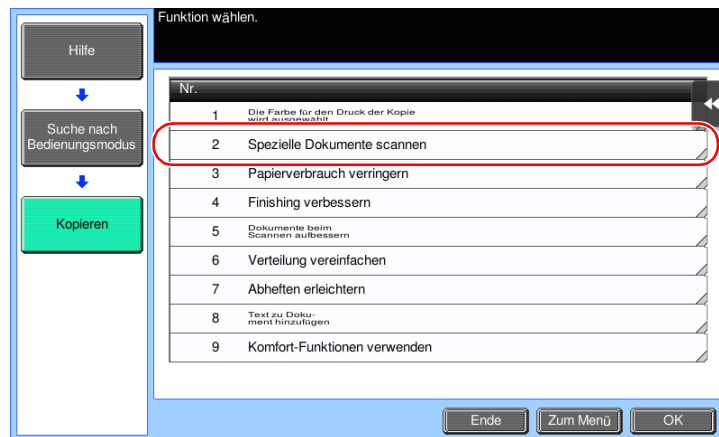 Funktion wählen.
Hilfe
Suche nach
Bedienungsmodus
Kopieren
Nr.
1 Die Farbe für den Druck der Kopie
wird ausgewählt
2 Spezielle Dokumente scannen
3 Papierverbrauch verringern
4 Finishing verbessern
5 Dokumente beim
Scannen aufbessern
6 Verteilung vereinfachen
7 Abheften erleichtern
8 Text zu Doku-
ment hinzufügen
9 Komfort-Funktionen verwenden
Ende Zum Menü OK